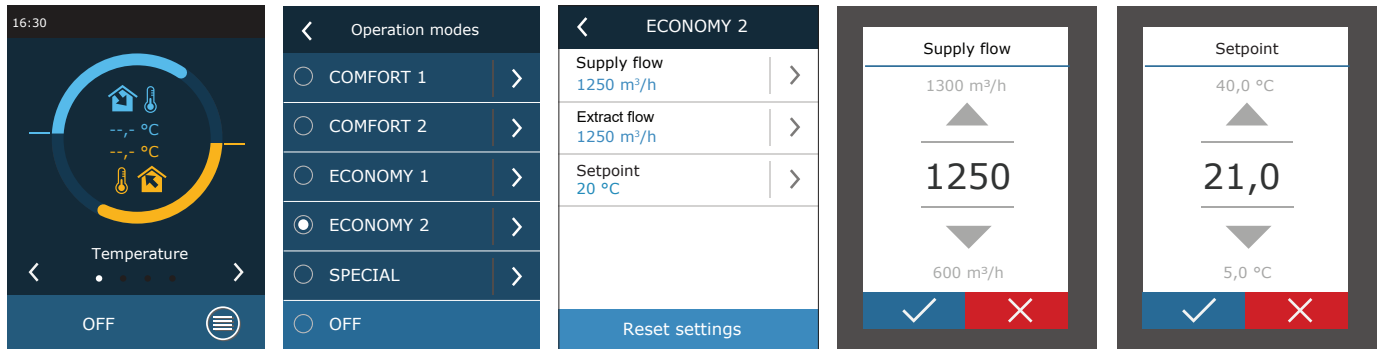 16:30
--,- °C
--,- °C
Temperature
OFF
Operation modes
COMFORT 1
COMFORT 2
ECONOMY 1
ECONOMY 2
SPECIAL
OFF
ECONOMY 2
Supply flow
1250 m³/h
Extract flow
1250 m³/h
Setpoint
20 °C
Reset settings
Supply flow
1300 m³/h
1250
600 m³/h
Setpoint
40,0 °C
21,0
5,0 °C